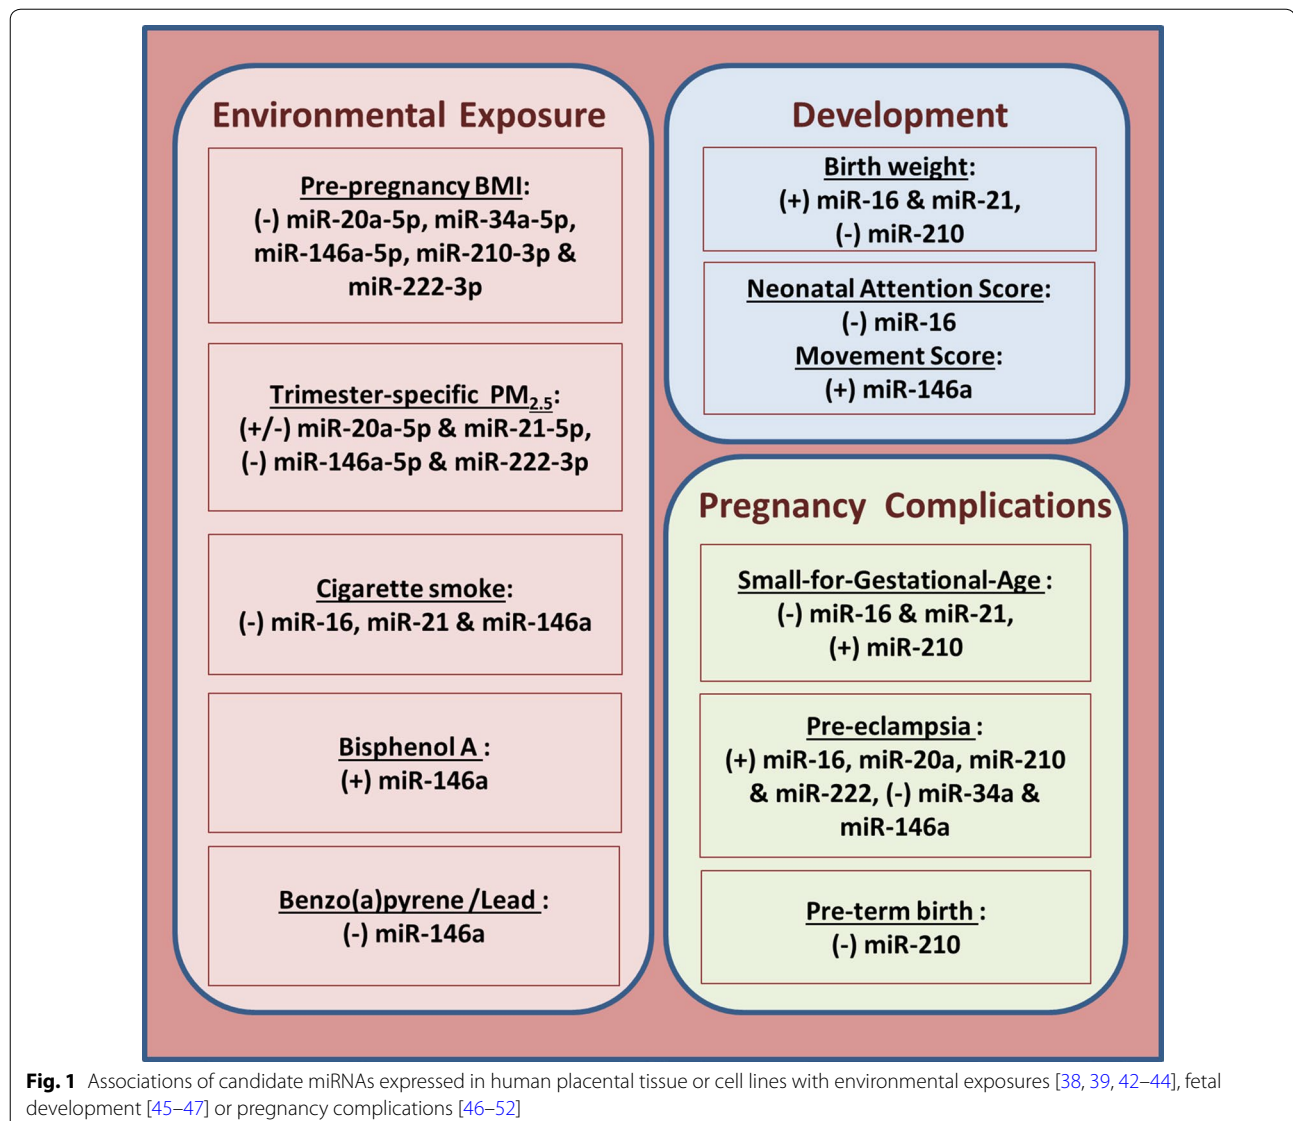 Environmental Exposure
Pre-pregnancy BMI:
(-) miR-20a-5p, miR-34a-5p,
miR-146a-5p, miR-210-3p &
miR-222-3p
Trimester-specific PM2.5:
(+/-) miR-20a-5p & miR-21-5p,
(-) miR-146a-5p & miR-222-3p
Cigarette smoke:
(-) miR-16, miR-21 & miR-146a
Bisphenol A :
(+) miR-146a
Benzo(a)pyrene /Lead :
(-) miR-146a
Development
Birth weight:
(+) miR-16 & miR-21,
(-) miR-210
Neonatal Attention Score:
(-) miR-16
Movement Score:
(+) miR-146a
Pregnancy Complications
Small-for-Gestational-Age :
(-) miR-16 & miR-21,
(+) miR-210
Pre-eclampsia :
(+) miR-16, miR-20a, miR-210
& miR-222, (-) miR-34a &
miR-146a
Pre-term birth :
(-) miR-210
Fig. 1 Associations of candidate miRNAs expressed in human placental tissue or cell lines with environmental exposures [38, 39, 42–44], fetal
development [45–47] or pregnancy complications [46–52]